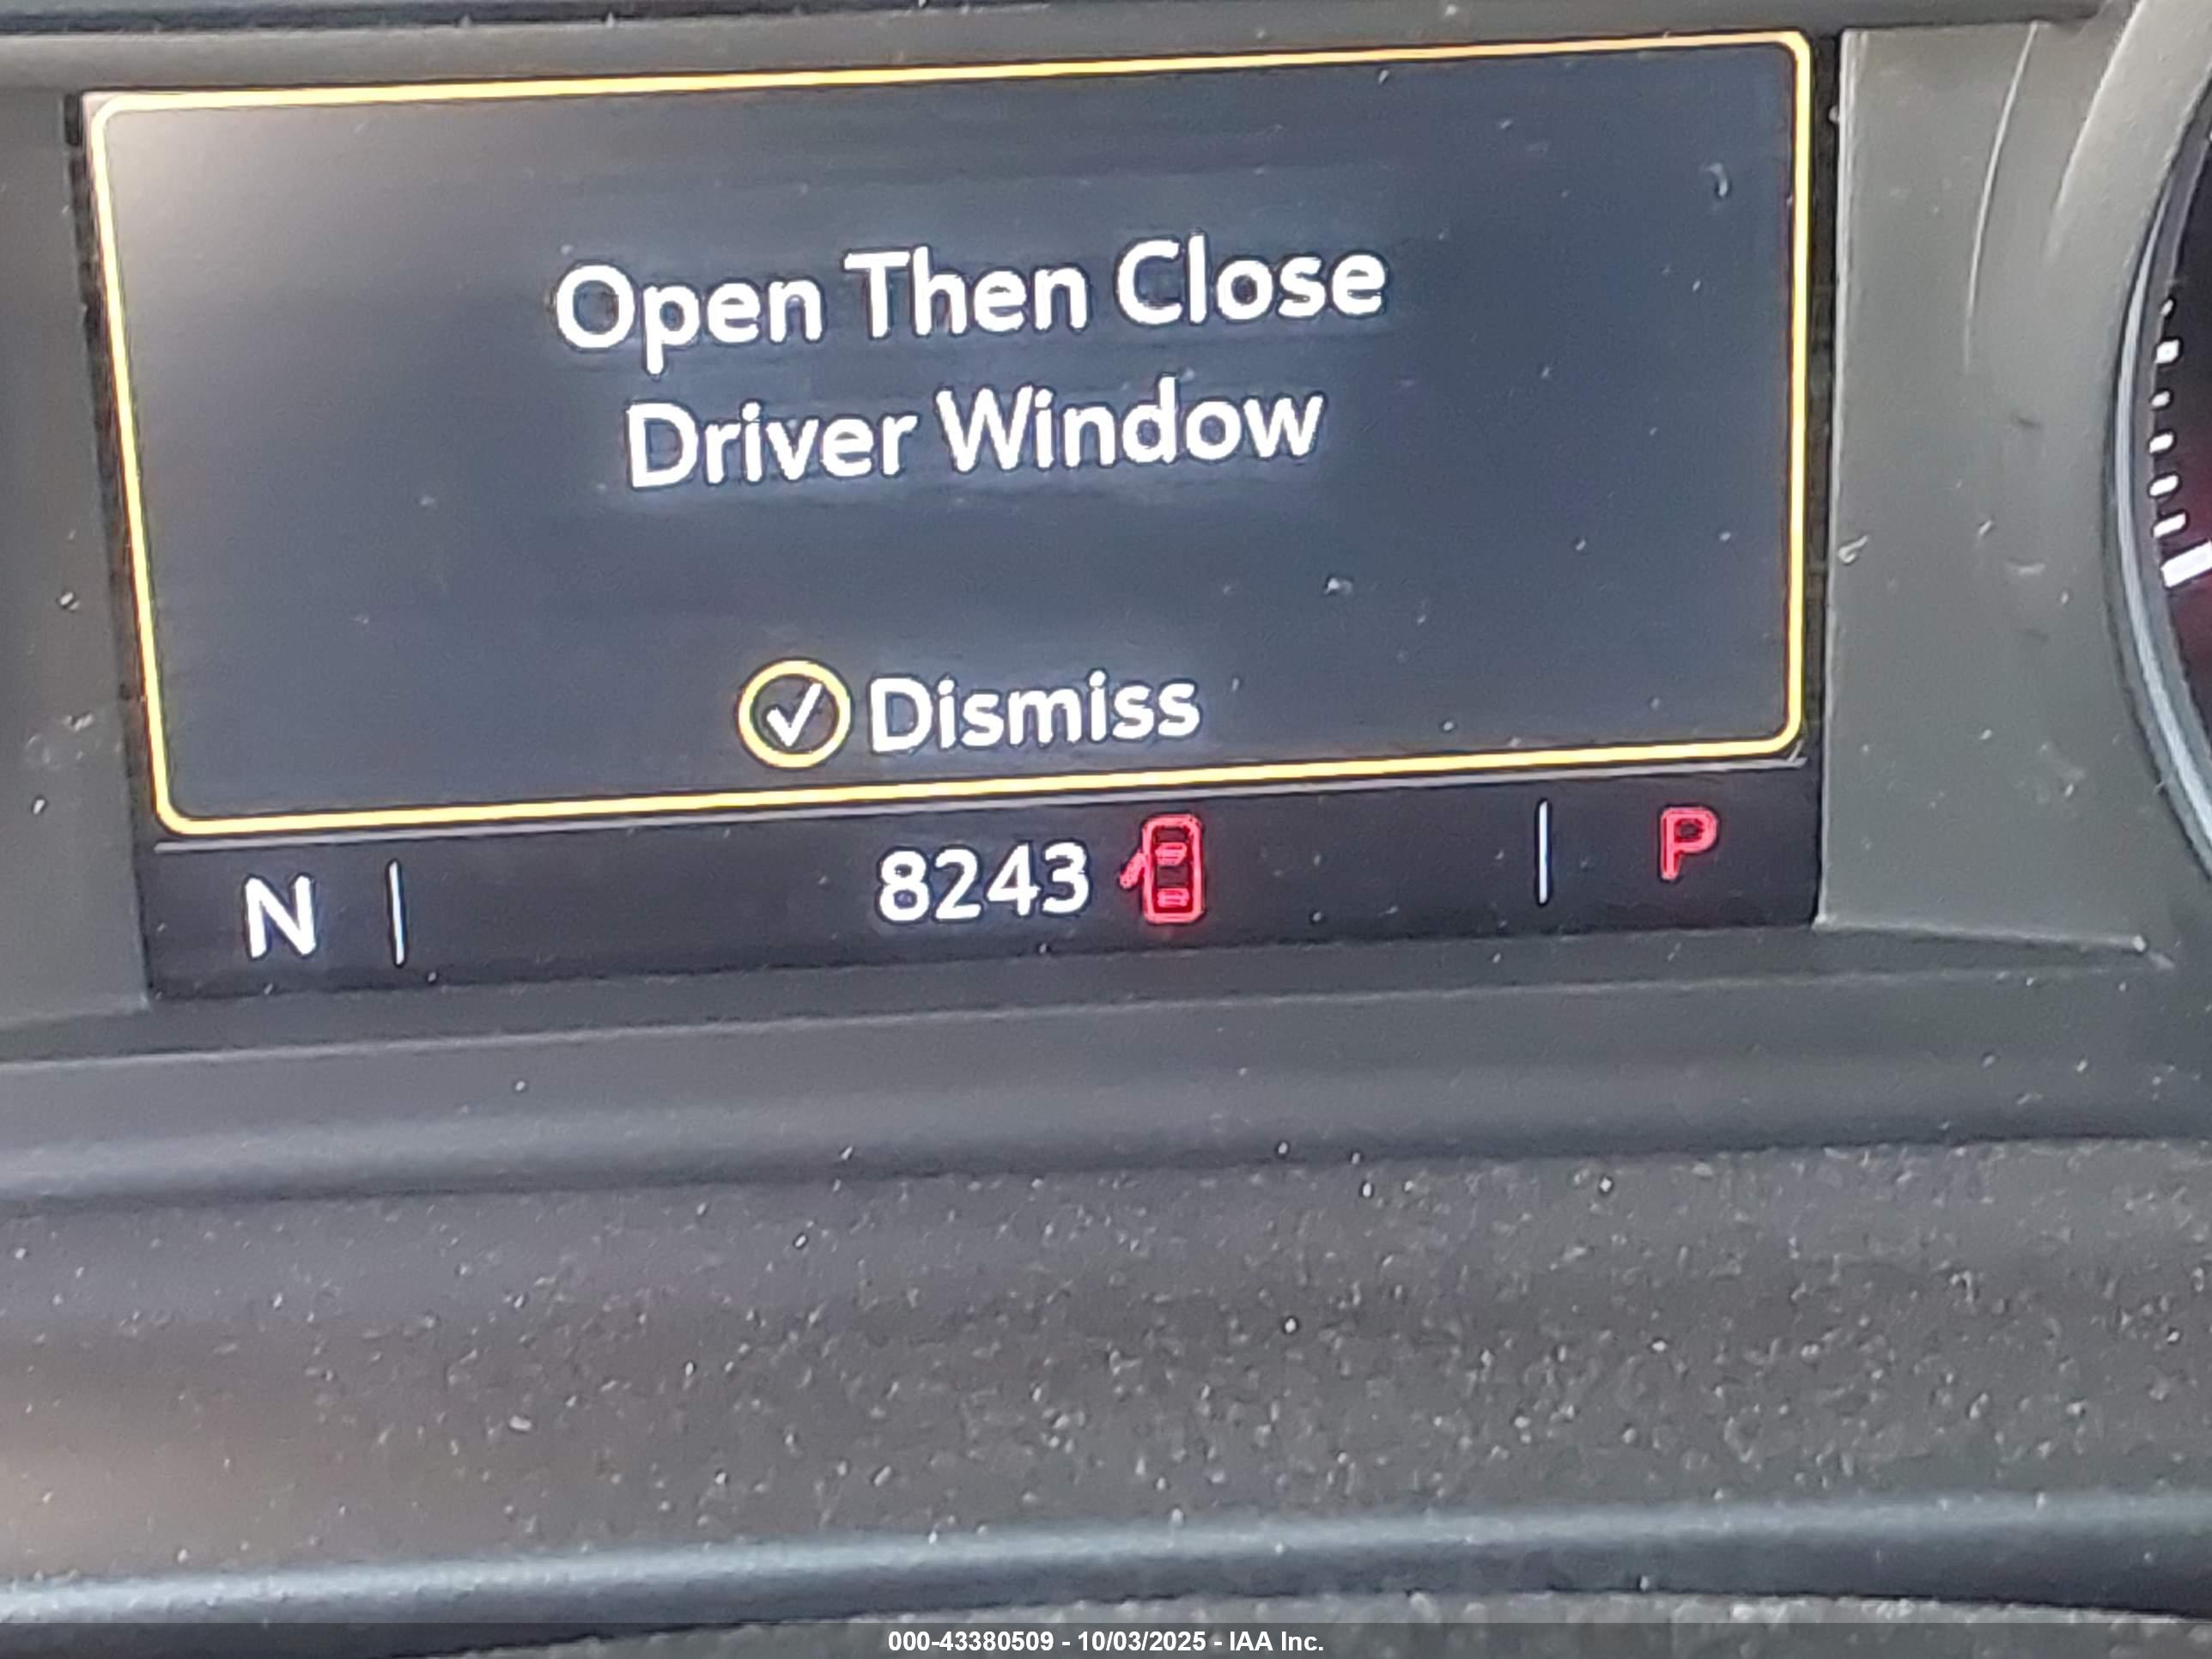 Open Then Close
Driver Window
Dismiss
N 8243 P
000-43380509 - 10/03/2025 - IAA Inc.